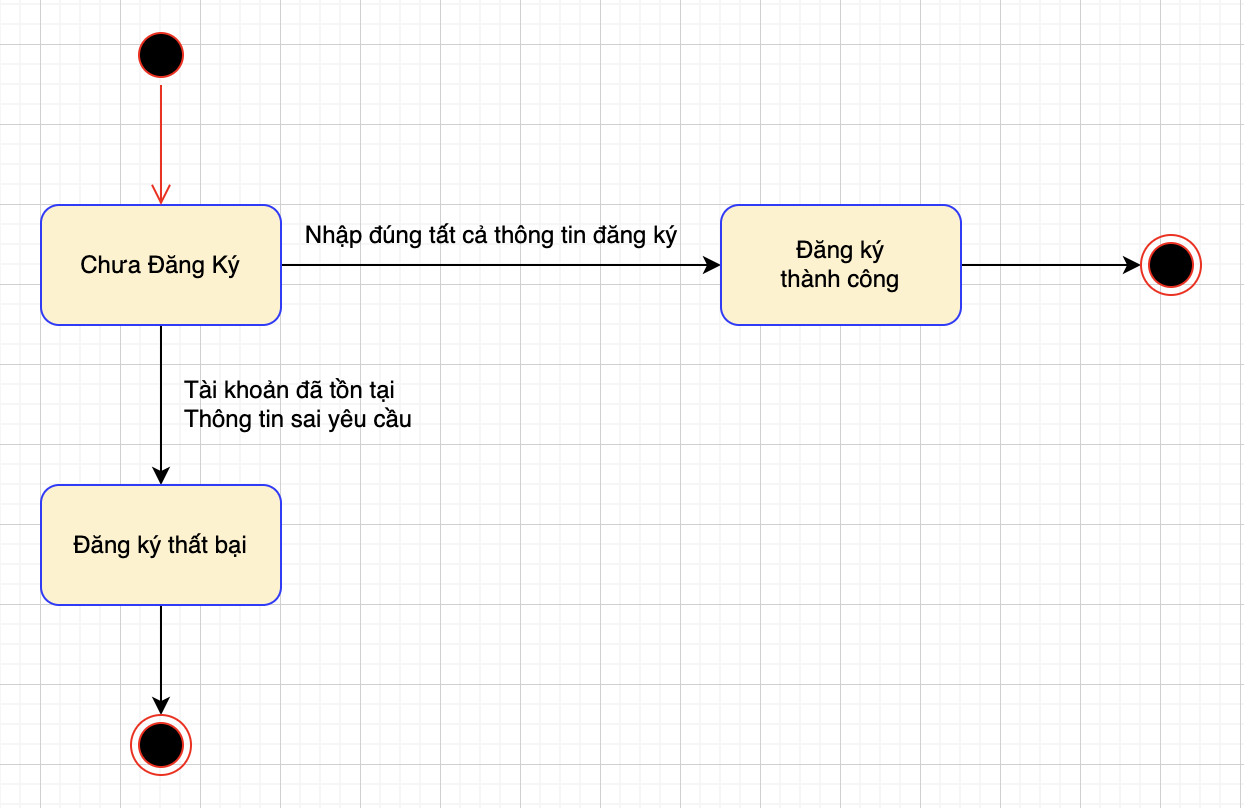 Chưa Đăng Ký
Nhập đúng tất cả thông tin đăng ký
Đăng ký
thành công
Tài khoản đã tồn tại
Thông tin sai yêu cầu
Đăng ký thất bại